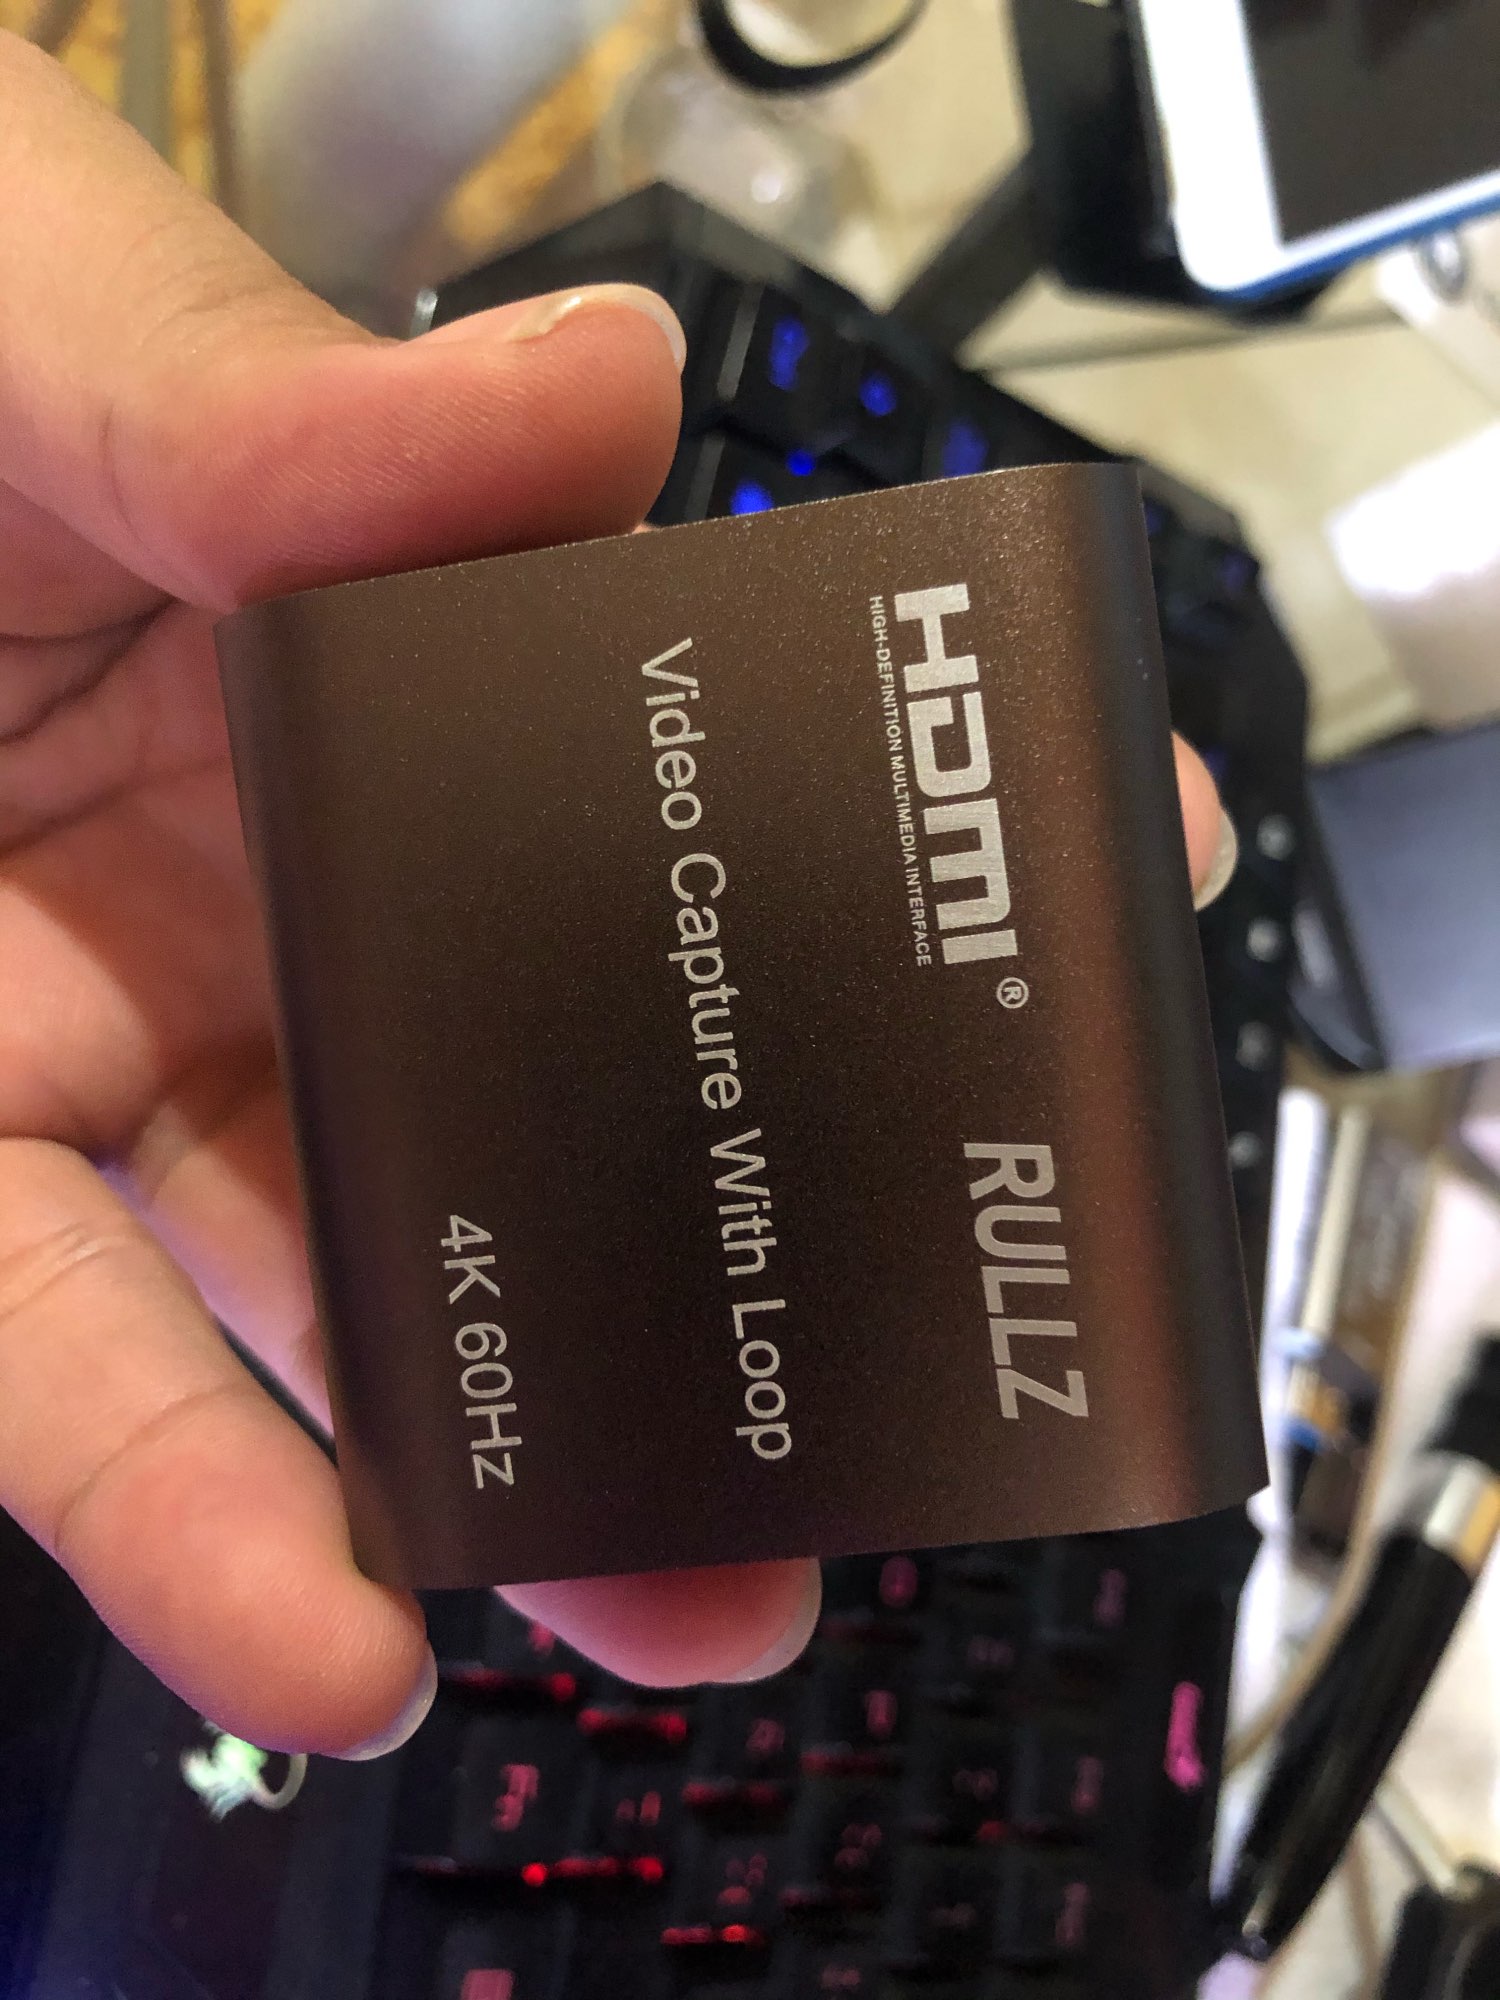 HDMI® RULLZ
HIGH-DEFINITION MULTIMEDIA INTERFACE
Video Capture With Loop
4K 60Hz